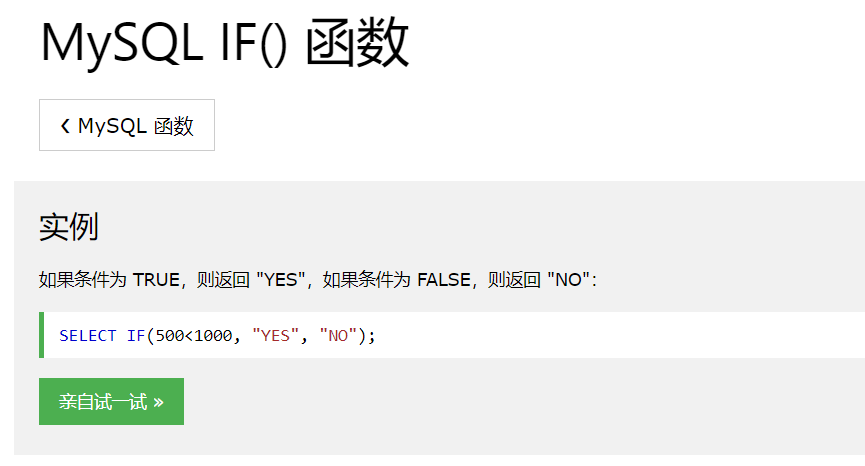 MySQL IF() 函数
❮ MySQL 函数
实例
如果条件为 TRUE，则返回 "YES"，如果条件为 FALSE，则返回 "NO"：
SELECT IF(500<1000, "YES", "NO");
亲自试一试 »